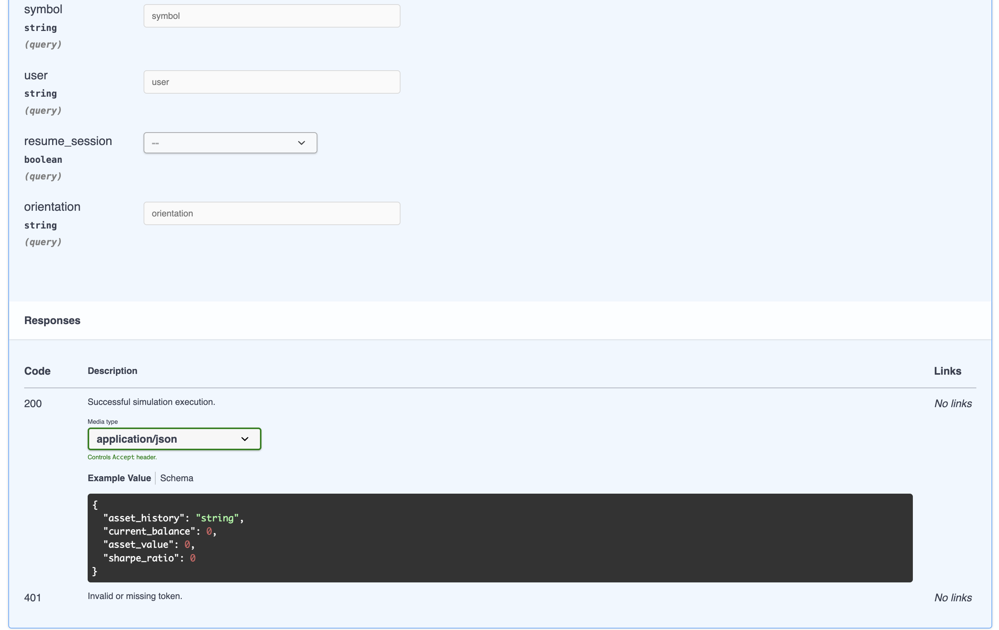 symbol
symbol
string
(query)
user
user
string
(query)
resume_session
--
boolean
(query)
orientation
orientation
string
(query)
Responses
Code Description Links
200 Successful simulation execution. No links
Media type
application/json
Controls Accept header.
Example Value Schema
{
  "asset_history": "string",
  "current_balance": 0,
  "asset_value": 0,
  "sharpe_ratio": 0
}
401 Invalid or missing token. No links